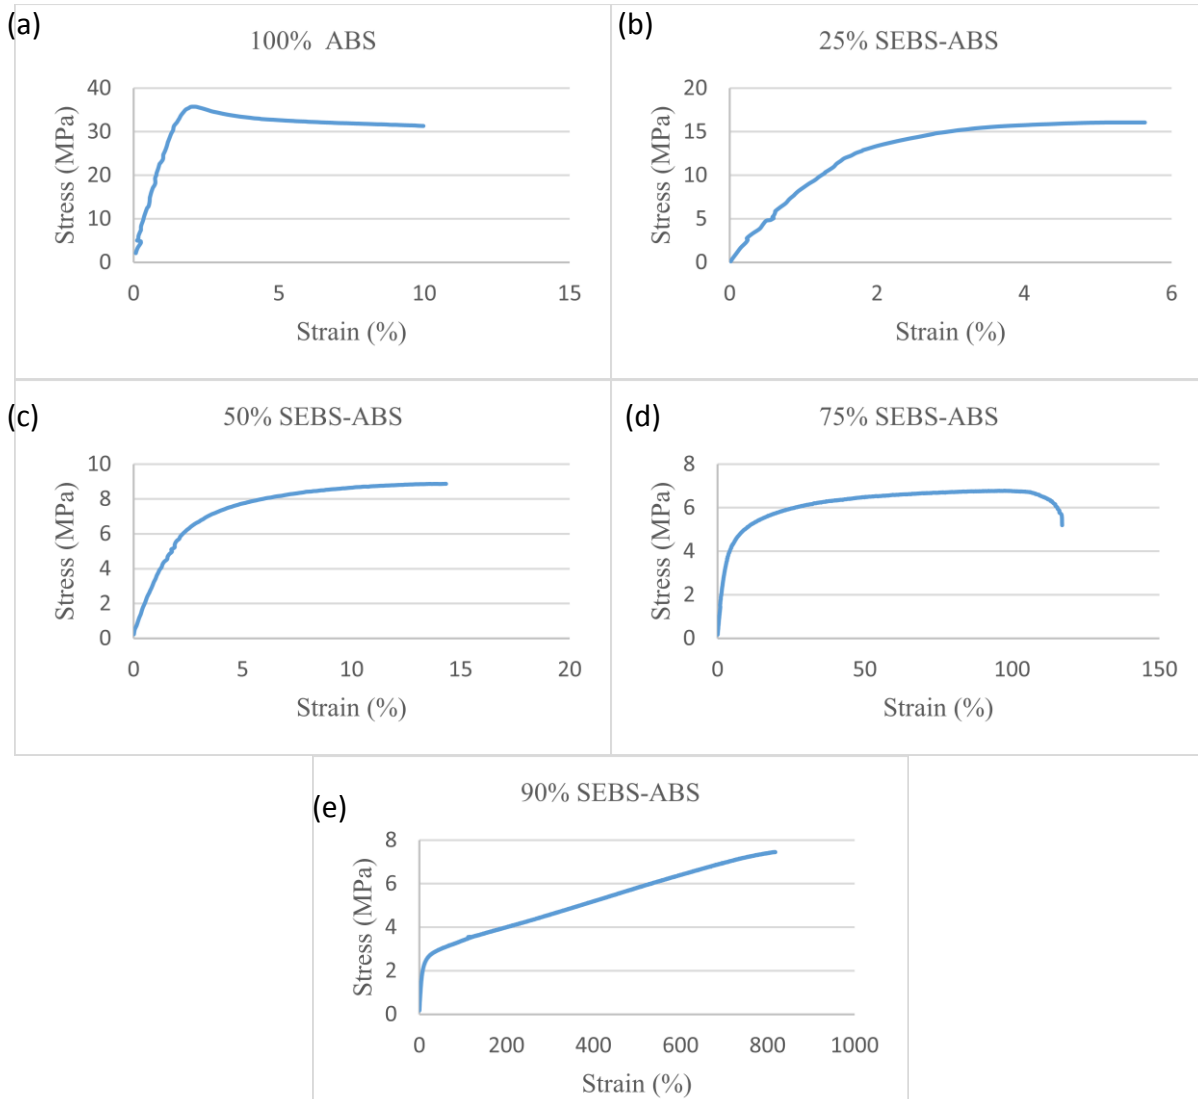 (a)
100%  ABS
40
30
20
10
0
Stress (MPa)
0 5 10 15
Strain (%)
(b)
25% SEBS-ABS
20
15
10
5
0
Stress (MPa)
0 2 4 6
Strain (%)
(c)
50% SEBS-ABS
10
8
6
4
2
0
Stress (MPa)
0 5 10 15 20
Strain (%)
(d)
75% SEBS-ABS
8
6
4
2
0
Stress (MPa)
0 50 100 150
Strain (%)
(e)
90% SEBS-ABS
8
6
4
2
0
Stress (MPa)
0 200 400 600 800 1000
Strain (%)